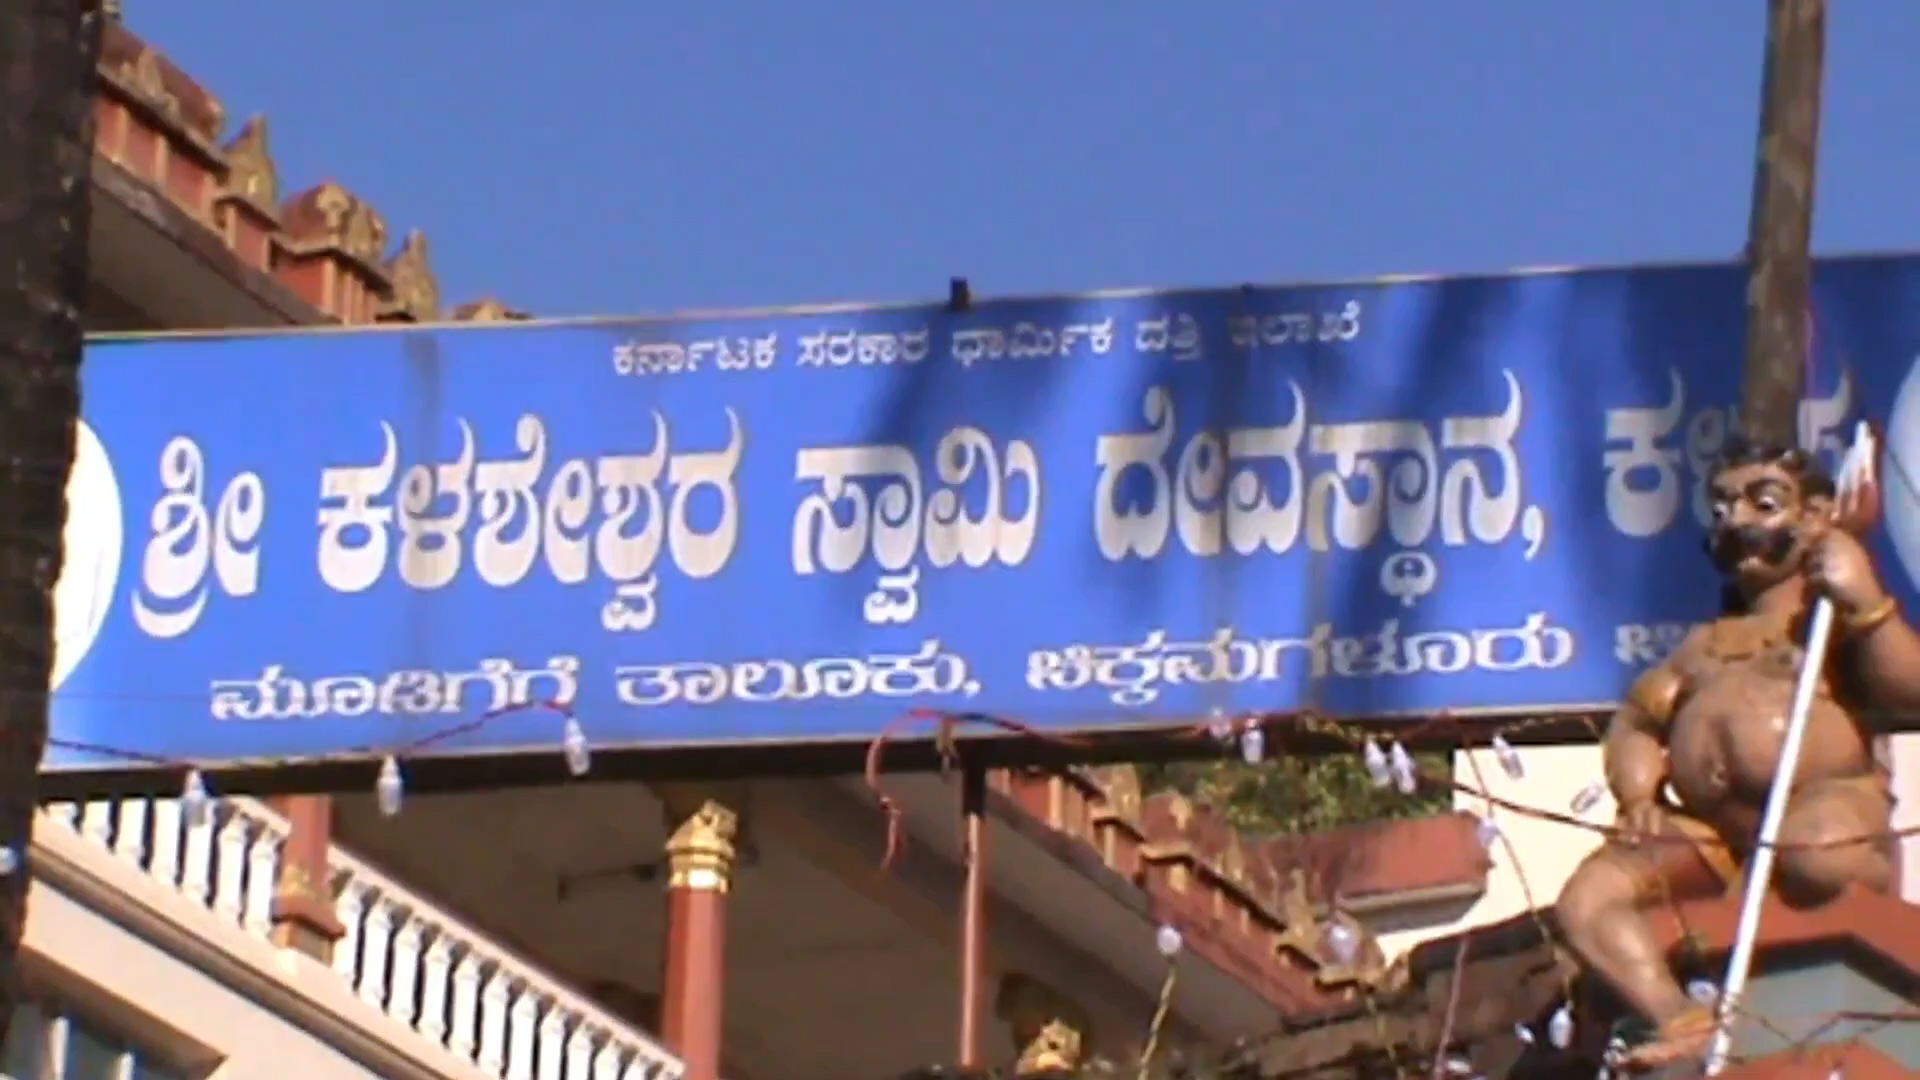 ಕರ್ನಾಟಕ ಸರಕಾರ ಧಾರ್ಮಿಕ ದತ್ತಿ ಇಲಾಖೆ
ಶ್ರೀ ಕಳಶೇಶ್ವರ ಸ್ವಾಮಿ ದೇವಸ್ಥಾನ,
ಮೂಡಿಗೆಗೆ ತಾಲೂಕು, ಚಿಕ್ಕಮಗಳೂರು